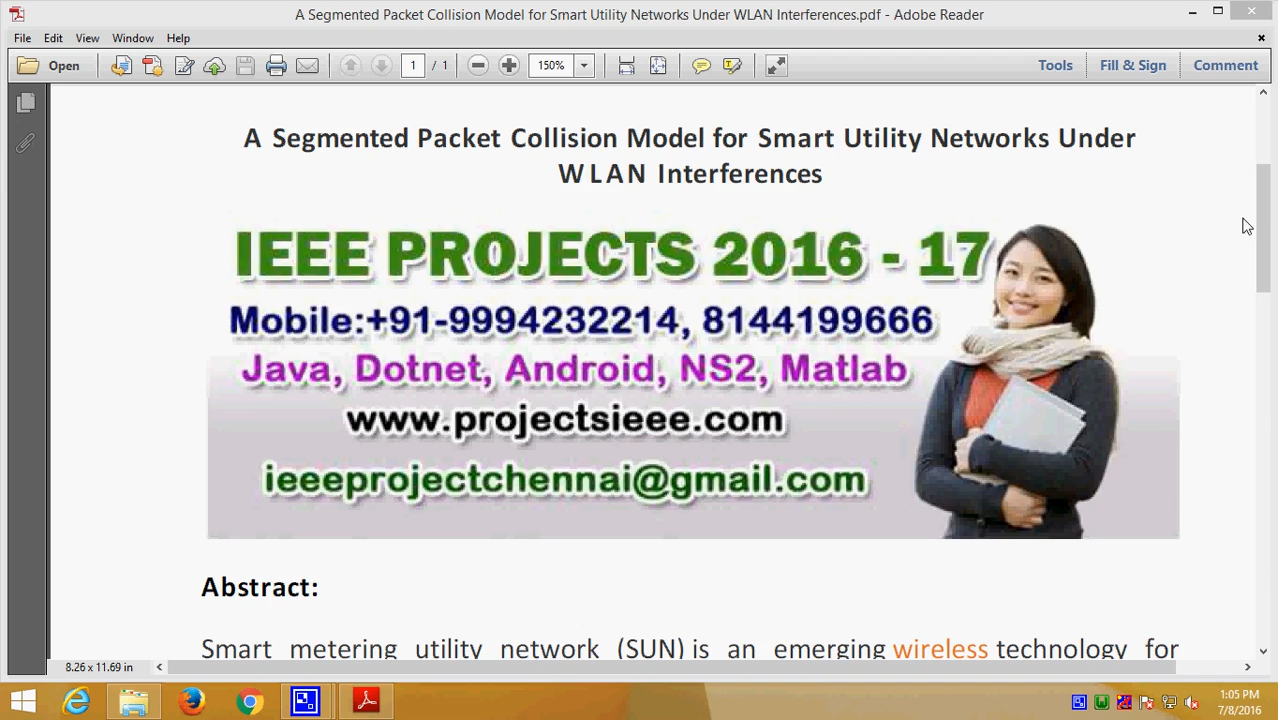 A Segmented Packet Collision Model for Smart Utility Networks Under WLAN Interferences.pdf - Adobe Reader
File Edit View Window Help
Open 1 / 1 150% Tools Fill & Sign Comment
A Segmented Packet Collision Model for Smart Utility Networks Under
WLAN Interferences
IEEE PROJECTS 2016 - 17
Mobile:+91-9994232214, 8144199666
Java, Dotnet, Android, NS2, Matlab
www.projectsieee.com
ieeeprojectchennai@gmail.com
Abstract:
Smart metering utility network (SUN) is an emerging wireless technology for
8.26 x 11.69 in
1:05 PM
7/8/2016